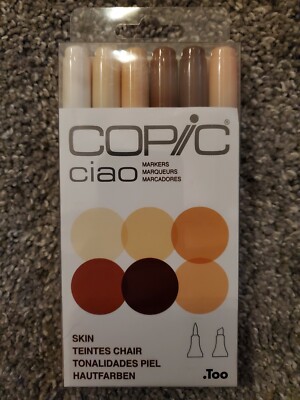 COPIC
ciao
MARKERS
MARQUEURS
MARCADORES
SKIN
TEINTES CHAIR
TONALIDADES PIEL
HAUTFARBEN
.Too